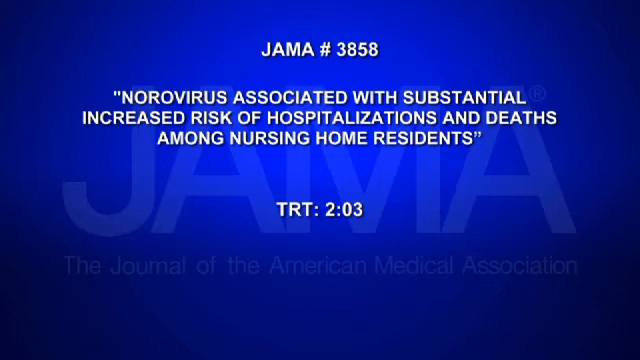 JAMA # 3858
"NOROVIRUS ASSOCIATED WITH SUBSTANTIAL
INCREASED RISK OF HOSPITALIZATIONS AND DEATHS
AMONG NURSING HOME RESIDENTS”
JAMA®
TRT: 2:03
The Journal of the American Medical Association